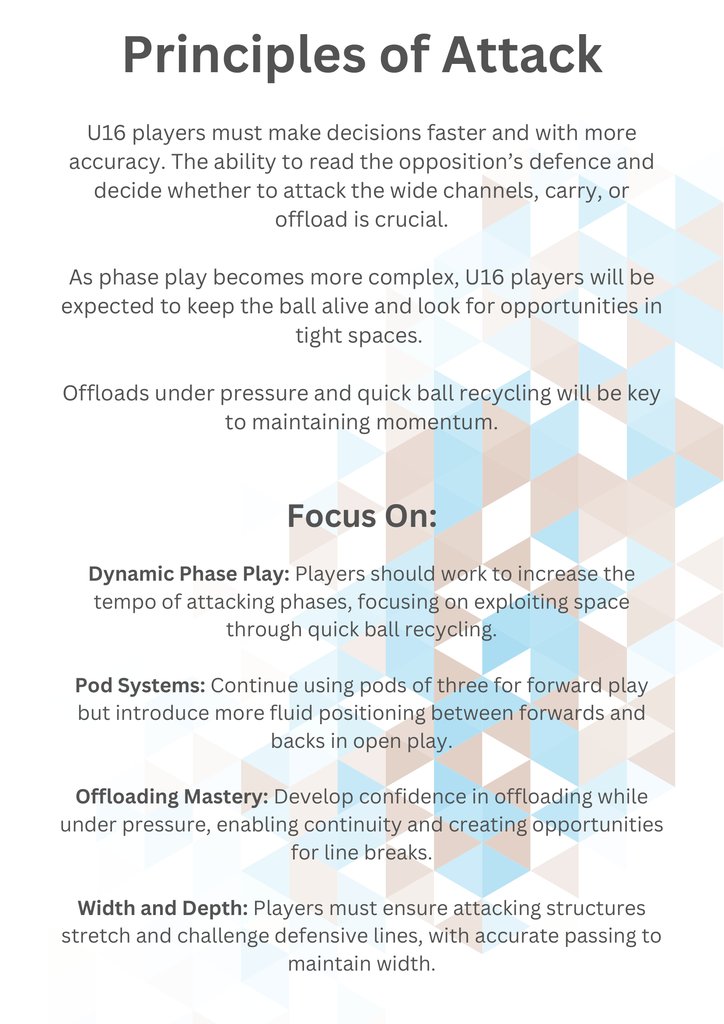 Principles of Attack
U16 players must make decisions faster and with more
accuracy. The ability to read the opposition’s defence and
decide whether to attack the wide channels, carry, or
offload is crucial.
As phase play becomes more complex, U16 players will be
expected to keep the ball alive and look for opportunities in
tight spaces.
Offloads under pressure and quick ball recycling will be key
to maintaining momentum.
Focus On:
Dynamic Phase Play: Players should work to increase the
tempo of attacking phases, focusing on exploiting space
through quick ball recycling.
Pod Systems: Continue using pods of three for forward play
but introduce more fluid positioning between forwards and
backs in open play.
Offloading Mastery: Develop confidence in offloading while
under pressure, enabling continuity and creating opportunities
for line breaks.
Width and Depth: Players must ensure attacking structures
stretch and challenge defensive lines, with accurate passing to
maintain width.